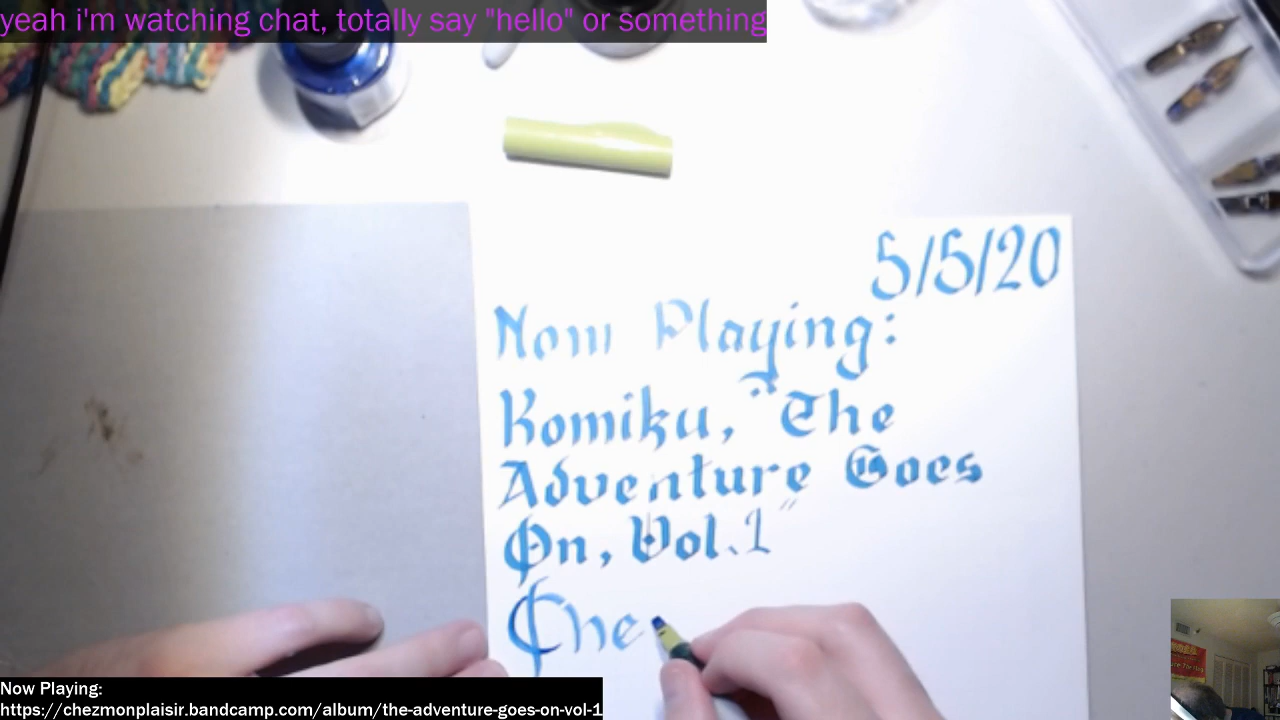 yeah i'm watching chat, totally say "hello" or something
5/5/20
Now Playing:
Komiku, "The
Adventure Goes
On, Vol.1"
Che
Now Playing:
https://chezmonplaisir.bandcamp.com/album/the-adventure-goes-on-vol-1